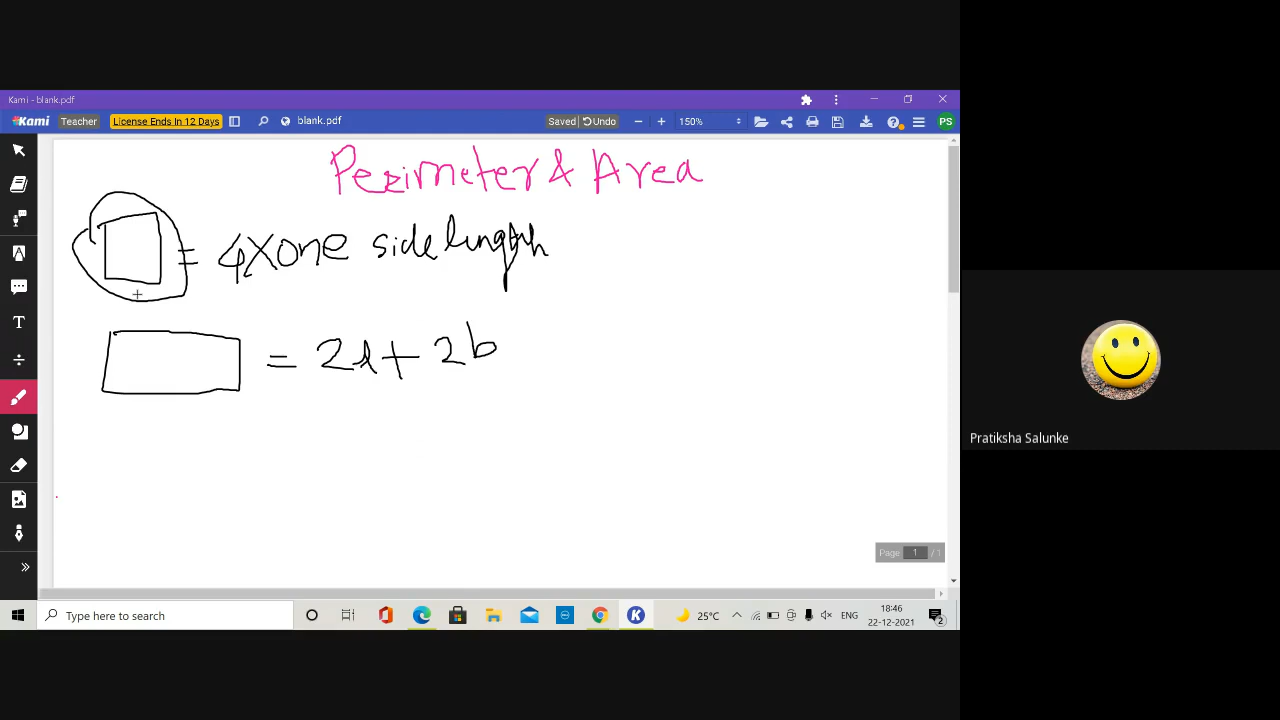 Kami - blank.pdf
Kami Teacher License Ends In 12 Days blank.pdf Saved Undo 150% PS
Perimeter & Area
= 4×one side length
= 2l + 2b
Pratiksha Salunke
Page 1 / 1
Type here to search 25°C ENG 18:46
22-12-2021 2